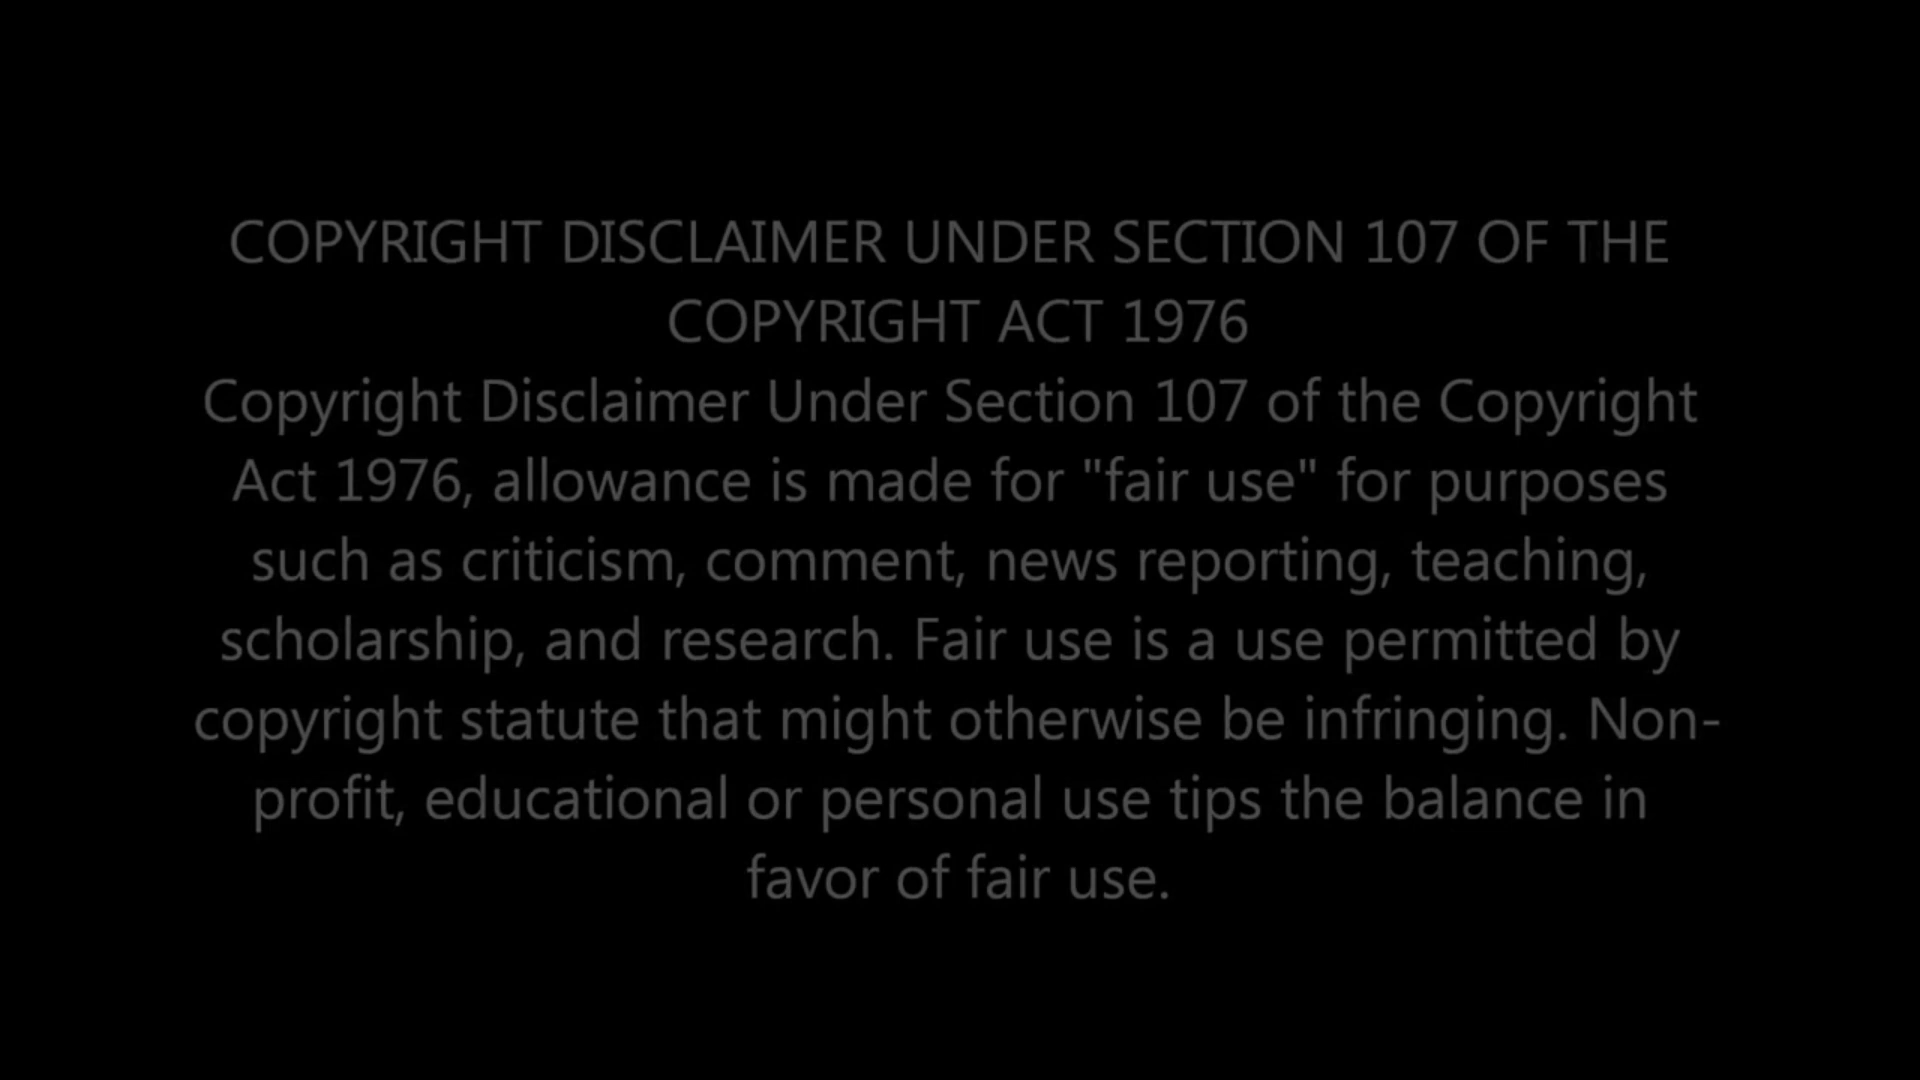 COPYRIGHT DISCLAIMER UNDER SECTION 107 OF THE
COPYRIGHT ACT 1976
Copyright Disclaimer Under Section 107 of the Copyright
Act 1976, allowance is made for "fair use" for purposes
such as criticism, comment, news reporting, teaching,
scholarship, and research. Fair use is a use permitted by
copyright statute that might otherwise be infringing. Non-
profit, educational or personal use tips the balance in
favor of fair use.